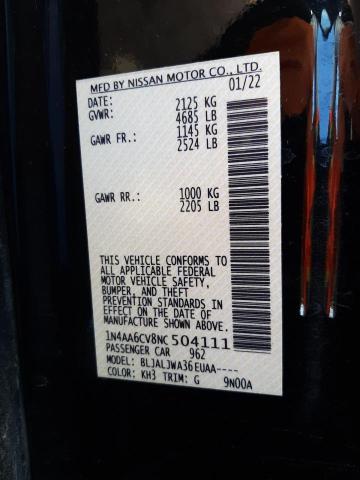 MFD BY NISSAN MOTOR CO., LTD.
DATE: 01/22
GVWR: 2125 KG
4685 LB
GAWR FR.: 1145 KG
2524 LB
GAWR RR.: 1000 KG
2205 LB
THIS VEHICLE CONFORMS TO
ALL APPLICABLE FEDERAL
MOTOR VEHICLE SAFETY,
BUMPER, AND THEFT
PREVENTION STANDARDS IN
EFFECT ON THE DATE OF
MANUFACTURE SHOWN ABOVE.
1N4AA6CV8NC504111
PASSENGER CAR 962
MODEL: BLJALJWA36EUAA----
COLOR: KH3 TRIM: G 9N00A